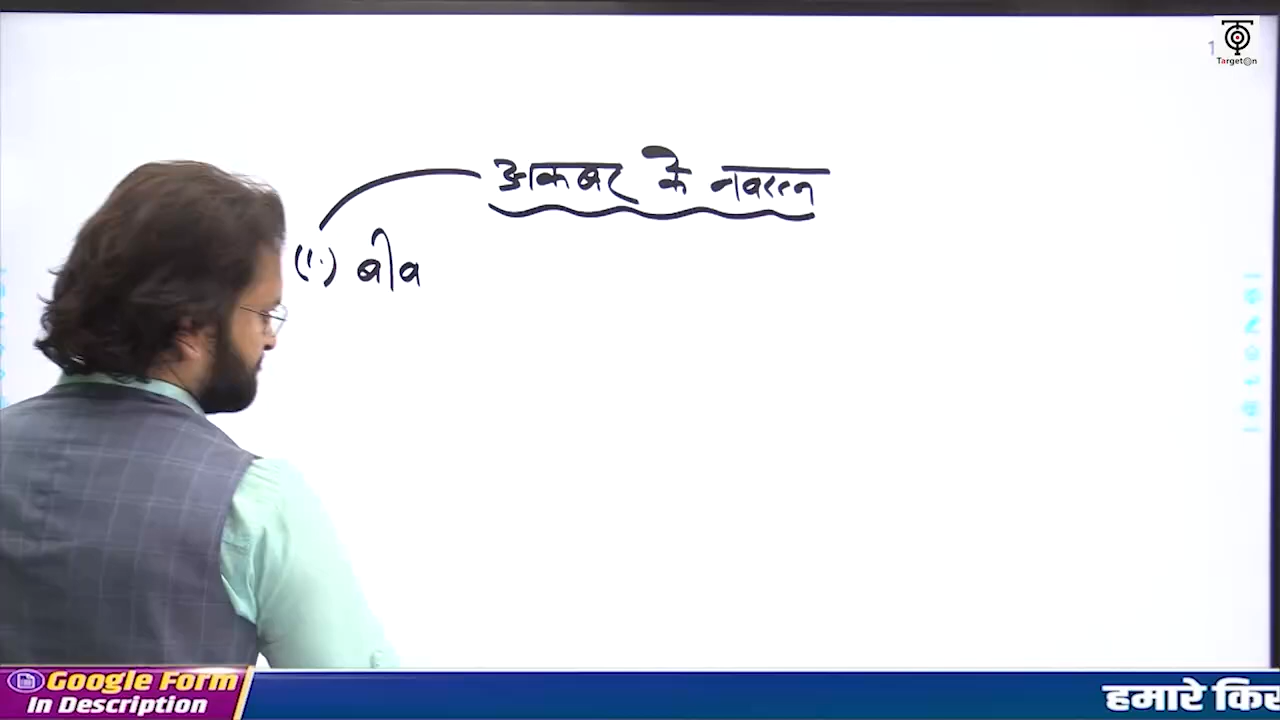 Target@n
अकबर के नवरत्न
(1.) बीब
Google Form
In Description
हमारे किस